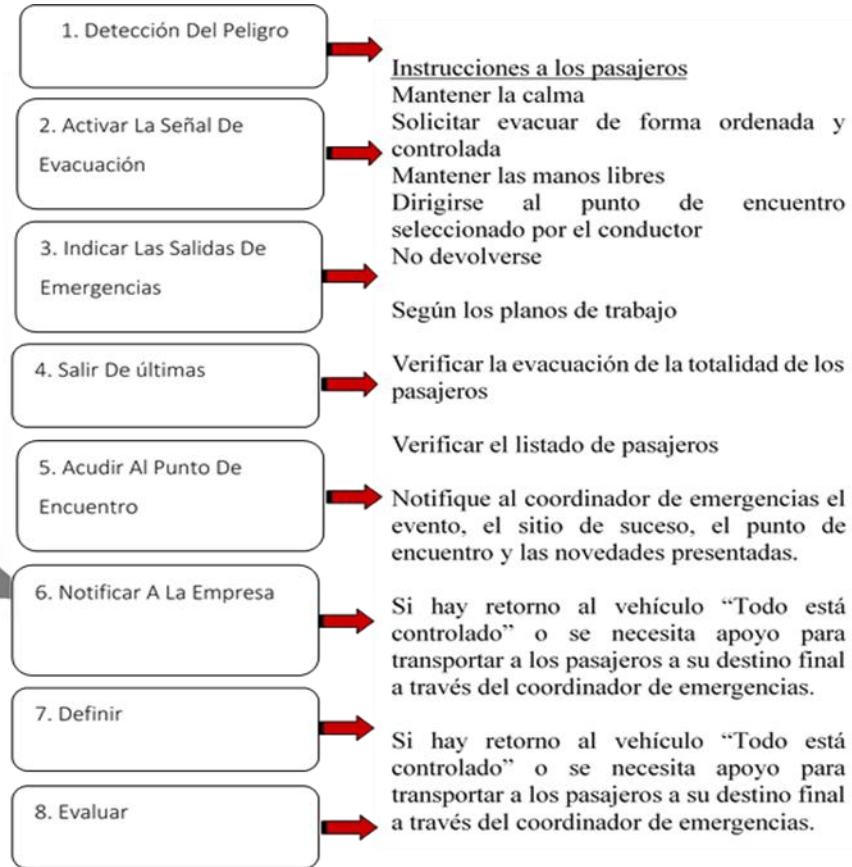 1. Detección Del Peligro
2. Activar La Señal De
Evacuación
3. Indicar Las Salidas De
Emergencias
4. Salir De últimas
5. Acudir Al Punto De
Encuentro
6. Notificar A La Empresa
7. Definir
8. Evaluar
Instrucciones a los pasajeros
Mantener la calma
Solicitar evacuar de forma ordenada y
controlada
Mantener las manos libres
Dirigirse al punto de encuentro
seleccionado por el conductor
No devolverse
Según los planos de trabajo
Verificar la evacuación de la totalidad de los
pasajeros
Verificar el listado de pasajeros
Notifique al coordinador de emergencias el
evento, el sitio de suceso, el punto de
encuentro y las novedades presentadas.
Si hay retorno al vehículo “Todo está
controlado” o se necesita apoyo para
transportar a los pasajeros a su destino final
a través del coordinador de emergencias.
Si hay retorno al vehículo “Todo está
controlado” o se necesita apoyo para
transportar a los pasajeros a su destino final
a través del coordinador de emergencias.